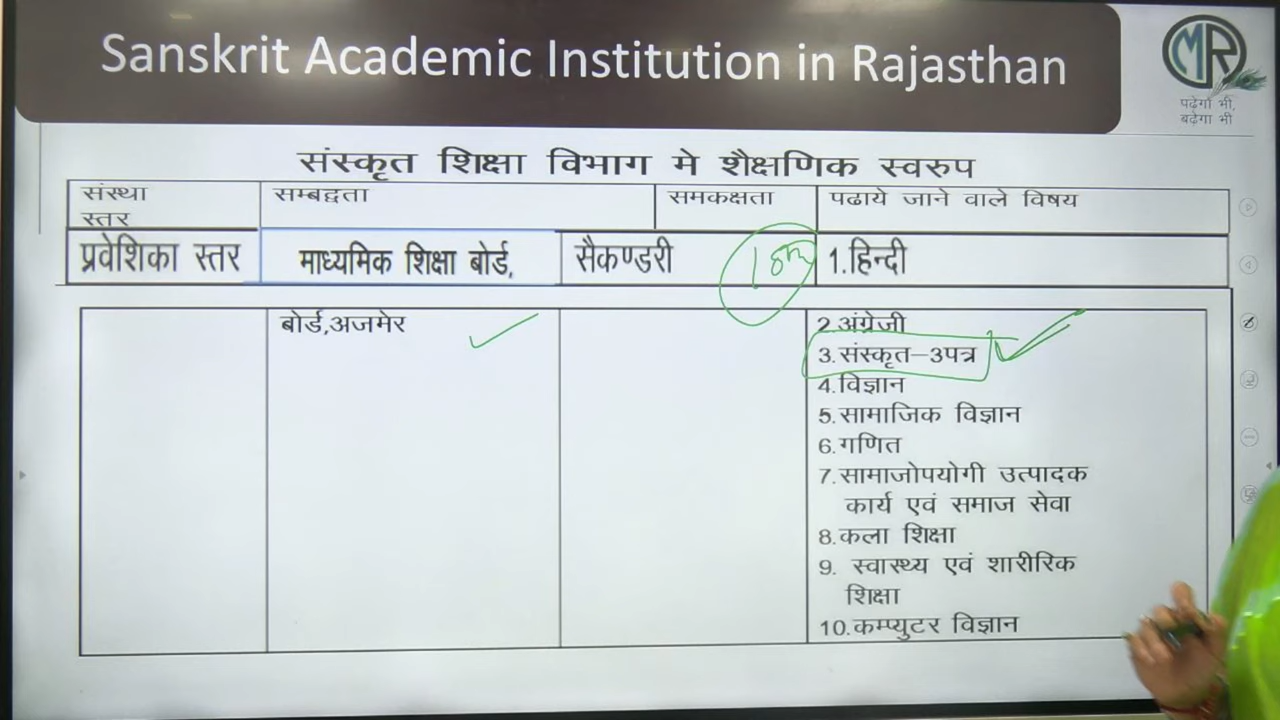 Sanskrit Academic Institution in Rajasthan
MR
पढ़ेगा भी,
बढ़ेगा भी
संस्कृत शिक्षा विभाग मे शैक्षणिक स्वरुप
संस्था स्तर
सम्बद्वता
समकक्षता
पढाये जाने वाले विषय
प्रवेशिका स्तर
माध्यमिक शिक्षा बोर्ड,
सैकण्डरी
1.हिन्दी
बोर्ड,अजमेर
2.अंग्रेजी
3.संस्कृत–3पत्र
4.विज्ञान
5.सामाजिक विज्ञान
6.गणित
7.सामाजोपयोगी उत्पादक
कार्य एवं समाज सेवा
8.कला शिक्षा
9. स्वास्थ्य एवं शारीरिक
शिक्षा
10.कम्प्युटर विज्ञान